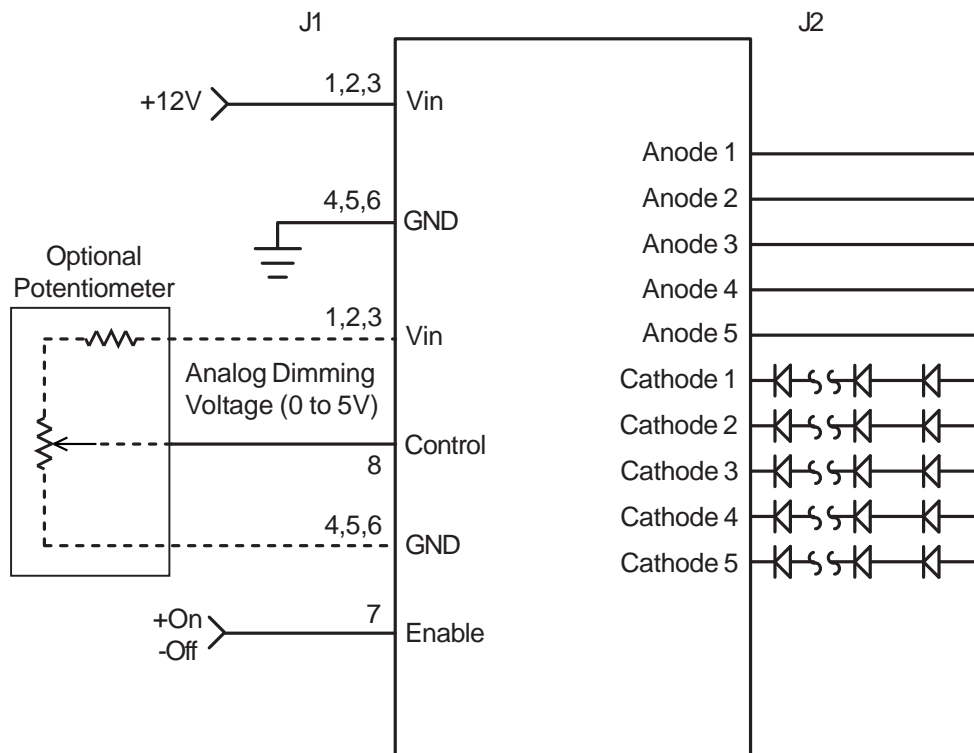 J1
J2
+12V
1,2,3
Vin
4,5,6
GND
Optional
Potentiometer
1,2,3
Vin
Analog Dimming
Voltage (0 to 5V)
Control
8
4,5,6
GND
+On
-Off
7
Enable
Anode 1
Anode 2
Anode 3
Anode 4
Anode 5
Cathode 1
Cathode 2
Cathode 3
Cathode 4
Cathode 5